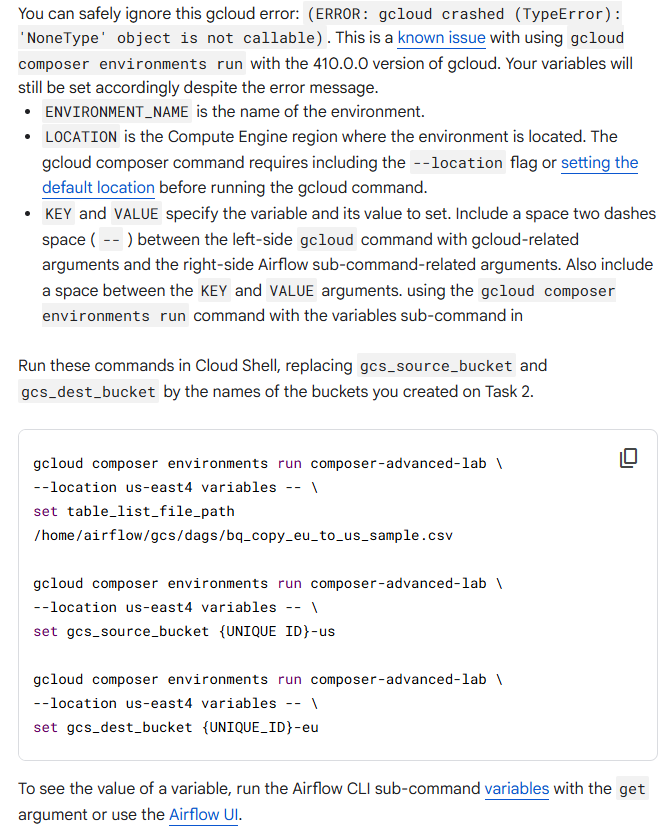 You can safely ignore this gcloud error: (ERROR: gcloud crashed (TypeError):
'NoneType' object is not callable). This is a known issue with using gcloud
composer environments run with the 410.0.0 version of gcloud. Your variables will
still be set accordingly despite the error message.
• ENVIRONMENT_NAME is the name of the environment.
• LOCATION is the Compute Engine region where the environment is located. The
gcloud composer command requires including the --location flag or setting the
default location before running the gcloud command.
• KEY and VALUE specify the variable and its value to set. Include a space two dashes
space ( -- ) between the left-side gcloud command with gcloud-related
arguments and the right-side Airflow sub-command-related arguments. Also include
a space between the KEY and VALUE arguments. using the gcloud composer
environments run command with the variables sub-command in
Run these commands in Cloud Shell, replacing gcs_source_bucket and
gcs_dest_bucket by the names of the buckets you created on Task 2.
gcloud composer environments run composer-advanced-lab \
--location us-east4 variables -- \
set table_list_file_path
/home/airflow/gcs/dags/bq_copy_eu_to_us_sample.csv
gcloud composer environments run composer-advanced-lab \
--location us-east4 variables -- \
set gcs_source_bucket {UNIQUE ID}-us
gcloud composer environments run composer-advanced-lab \
--location us-east4 variables -- \
set gcs_dest_bucket {UNIQUE_ID}-eu
To see the value of a variable, run the Airflow CLI sub-command variables with the get
argument or use the Airflow UI.